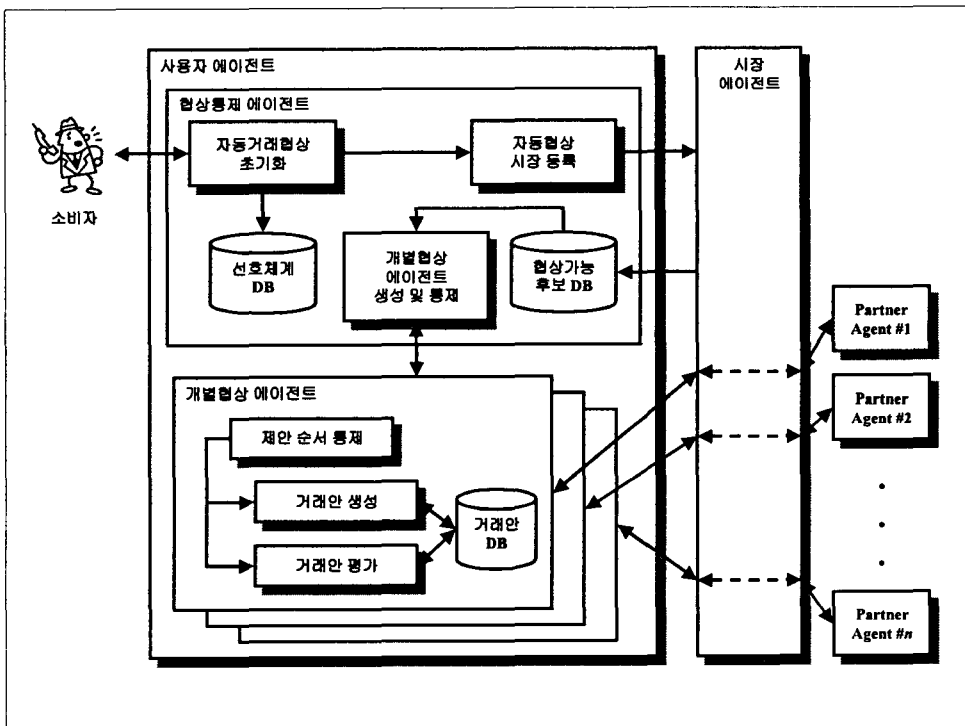 사용자 에이전트
시장
에이전트
협상통제 에이전트
자동거래협상
초기화
자동협상
시장 등록
소비자
선호체계
DB
개별협상
에이전트
생성 및 통제
협상가능
후보 DB
Partner
Agent #1
Partner
Agent #2
개별협상 에이전트
제안 순서 통제
거래안 생성
거래안 평가
거래안
DB
Partner
Agent #n